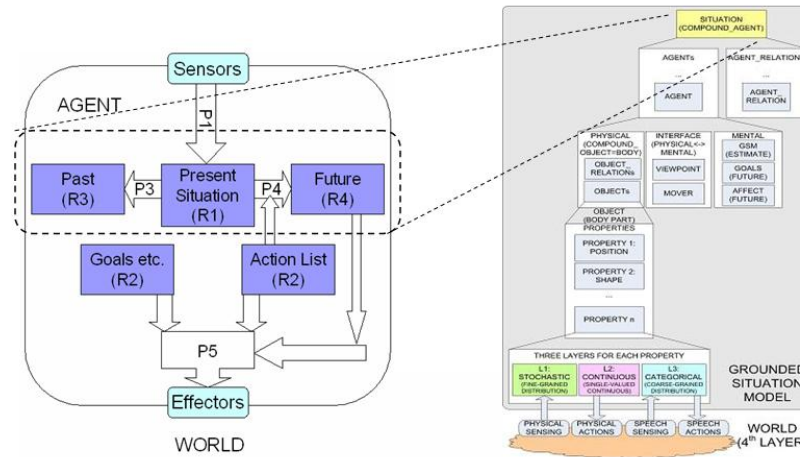 Sensors
AGENT
P1
Past
(R3)
P3
Present
Situation
(R1)
P4
Future
(R4)
Goals etc.
(R2)
Action List
(R2)
P5
Effectors
WORLD
SITUATION
(COMPOUND_AGENT)
AGENTs
...
AGENT
AGENT_RELATION
...
AGENT_
RELATION
PHYSICAL
(COMPOUND_
OBJECT=BODY)
OBJECT_
RELATIONs
OBJECTs
INTERFACE
(PHYSICAL<->
MENTAL)
VIEWPOINT
MOVER
MENTAL
GSM
(ESTIMATE)
GOALS
(FUTURE)
AFFECT
(FUTURE)
OBJECT
(BODY PART)
PROPERTIES
PROPERTY 1:
POSITION
PROPERTY 2:
SHAPE
...
PROPERTY n
THREE LAYERS FOR EACH PROPERTY
L1:
STOCHASTIC
(FINE-GRAINED
DISTRIBUTION)
L2:
CONTINUOUS
(SINGLE-VALUED
CONTINUOUS)
L3:
CATEGORICAL
(COARSE-GRAINED
DISTRIBUTION)
GROUNDED
SITUATION
MODEL
PHYSICAL
SENSING
PHYSICAL
ACTIONS
SPEECH
SENSING
SPEECH
ACTIONS
WORLD
(4th LAYER